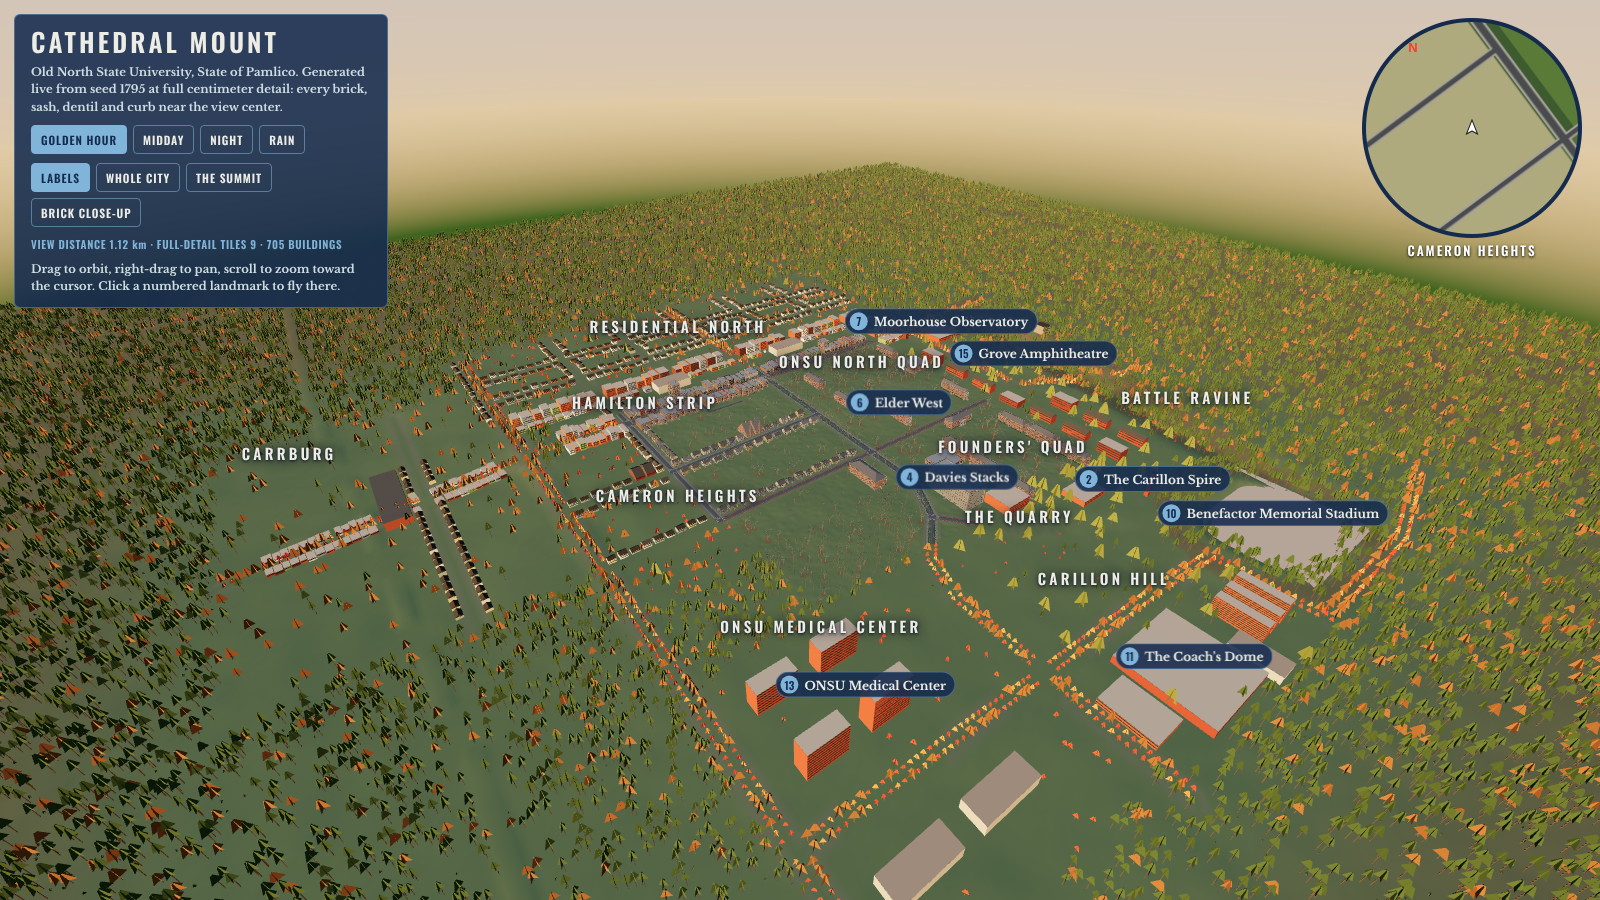 CATHEDRAL MOUNT
Old North State University, State of Pamlico. Generated
live from seed 1795 at full centimeter detail: every brick,
sash, dentil and curb near the view center.
GOLDEN HOUR
MIDDAY
NIGHT
RAIN
LABELS
WHOLE CITY
THE SUMMIT
BRICK CLOSE-UP
VIEW DISTANCE 1.12 km · FULL-DETAIL TILES 9 · 705 BUILDINGS
Drag to orbit, right-drag to pan, scroll to zoom toward
the cursor. Click a numbered landmark to fly there.
N
CAMERON HEIGHTS
RESIDENTIAL NORTH
7 Moorhouse Observatory
15 Grove Amphitheatre
ONSU NORTH QUAD
HAMILTON STRIP
6 Elder West
BATTLE RAVINE
CARRBURG
FOUNDERS' QUAD
4 Davies Stacks
2 The Carillon Spire
CAMERON HEIGHTS
THE QUARRY
10 Benefactor Memorial Stadium
CARILLON HILL
ONSU MEDICAL CENTER
11 The Coach's Dome
13 ONSU Medical Center